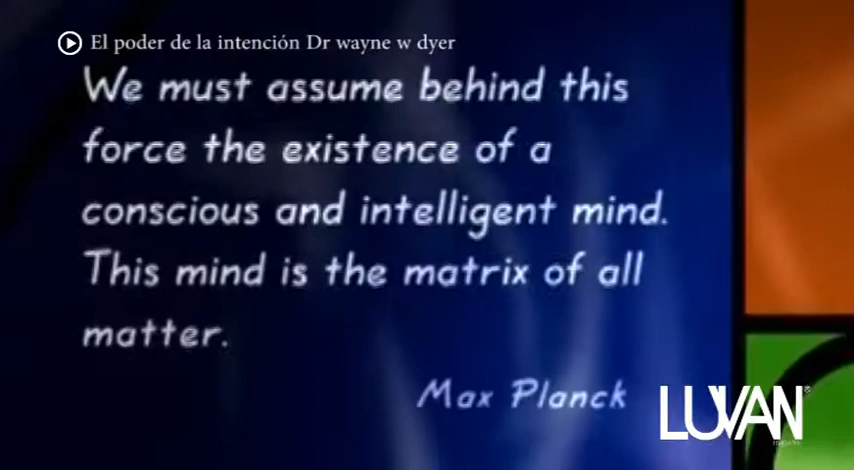 El poder de la intención Dr wayne w dyer
We must assume behind this
force the existence of a
conscious and intelligent mind.
This mind is the matrix of all
matter.
Max Planck
LUVAN®